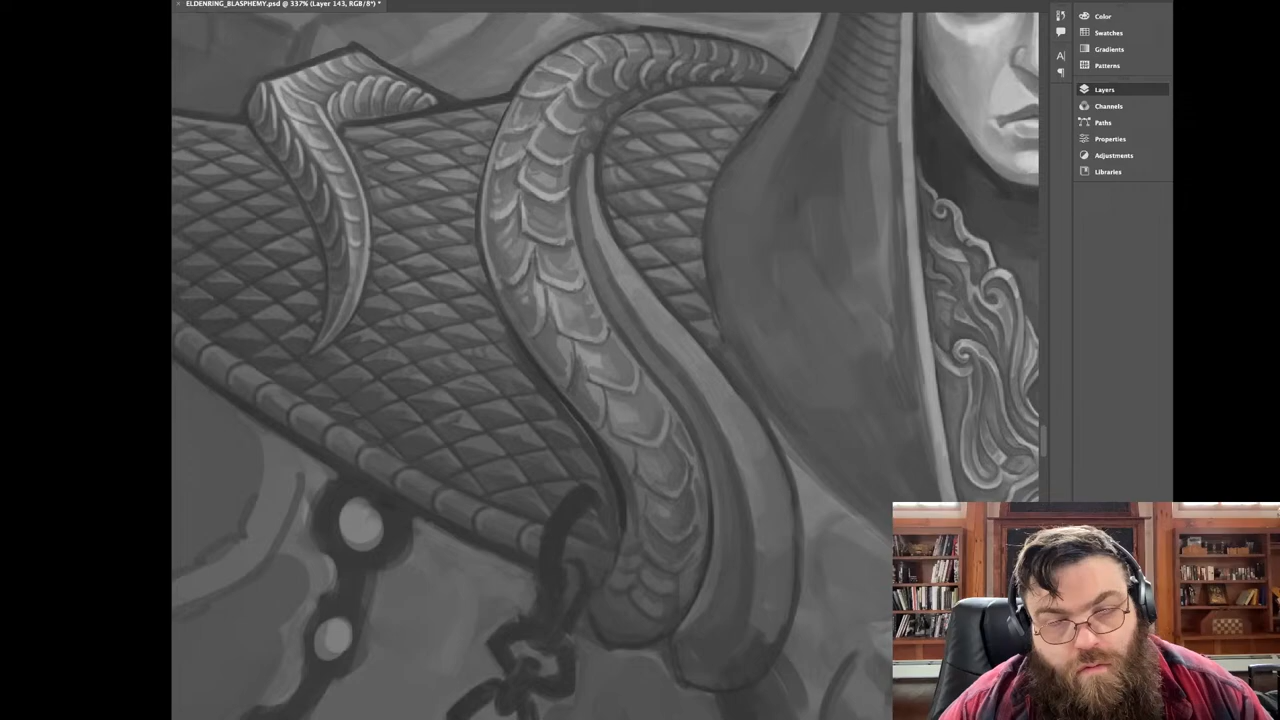 ELDENRING_BLASPHEMY.psd @ 337% (Layer 143, RGB/8*) *
Color
Swatches
Gradients
Patterns
Layers
Channels
Paths
Properties
Adjustments
Libraries